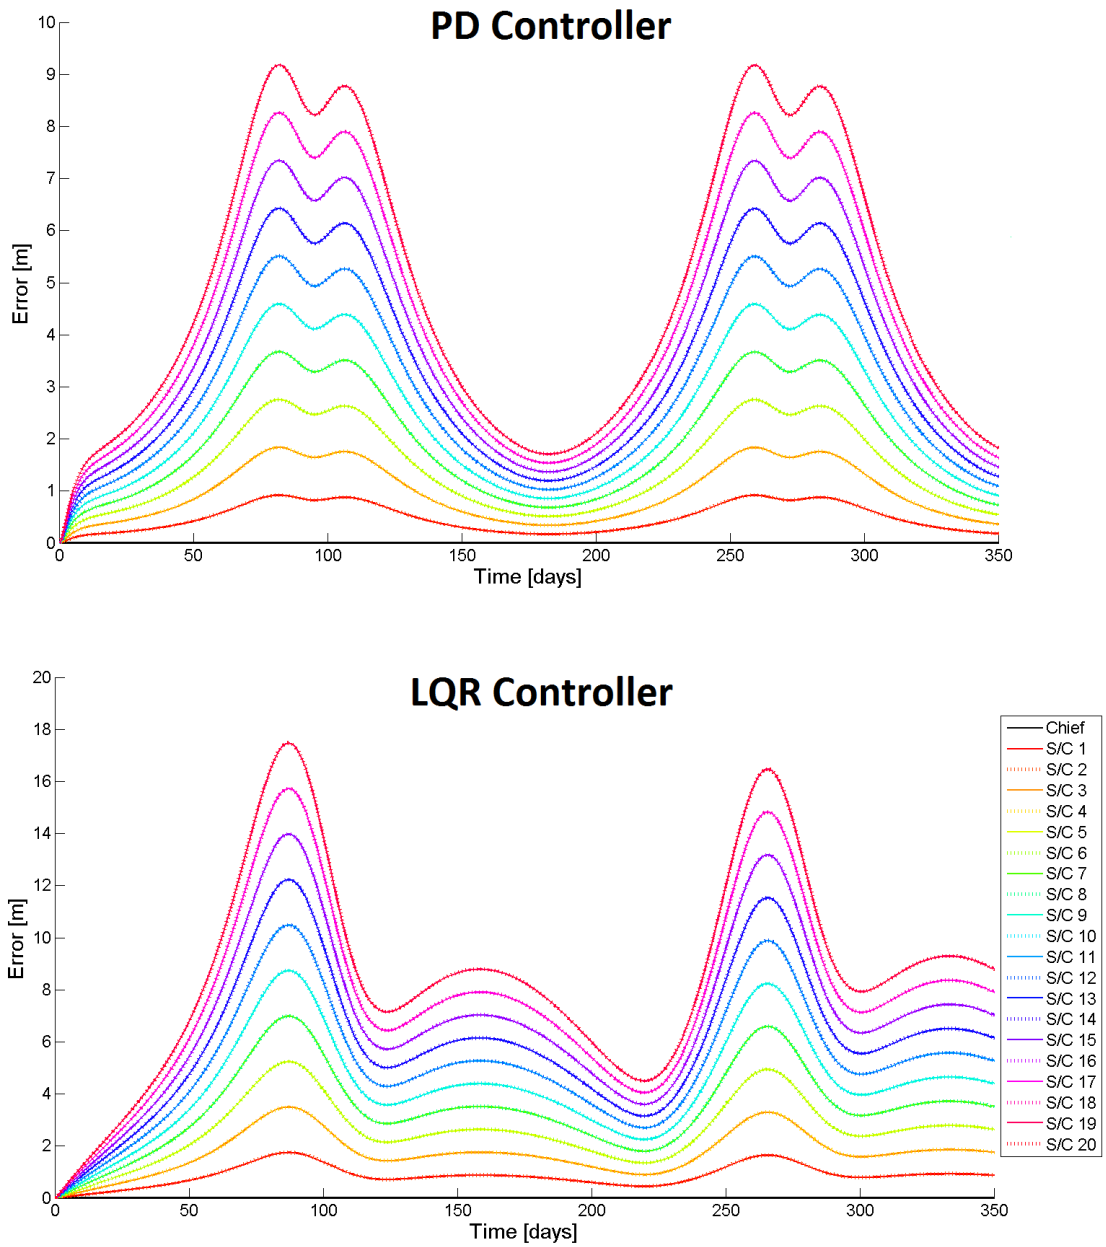 PD Controller
10
9
8
7
6
5
4
3
2
1
0
Error [m]
0 50 100 150 200 250 300 350
Time [days]
LQR Controller
20
18
16
14
12
10
8
6
4
2
0
Error [m]
0 50 100 150 200 250 300 350
Time [days]
Chief
S/C 1
S/C 2
S/C 3
S/C 4
S/C 5
S/C 6
S/C 7
S/C 8
S/C 9
S/C 10
S/C 11
S/C 12
S/C 13
S/C 14
S/C 15
S/C 16
S/C 17
S/C 18
S/C 19
S/C 20